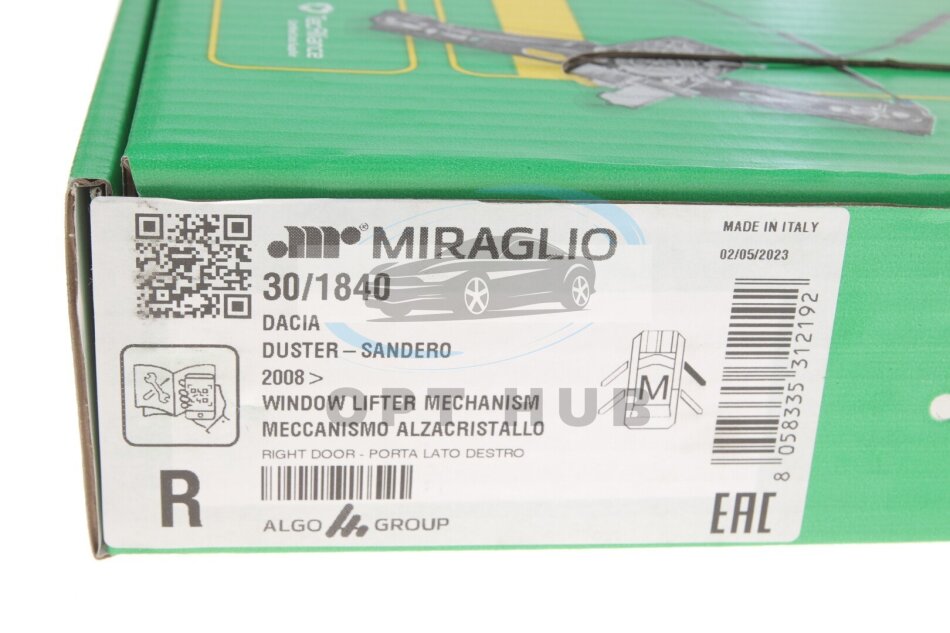 TecAlliance
MIRAGLIO
30/1840
DACIA
DUSTER – SANDERO
2008 >
WINDOW LIFTER MECHANISM
MECCANISMO ALZACRISTALLO
RIGHT DOOR - PORTA LATO DESTRO
R
ALGO GROUP
MADE IN ITALY
02/05/2023
M
8 058335 312192
EAC
OPT HUB